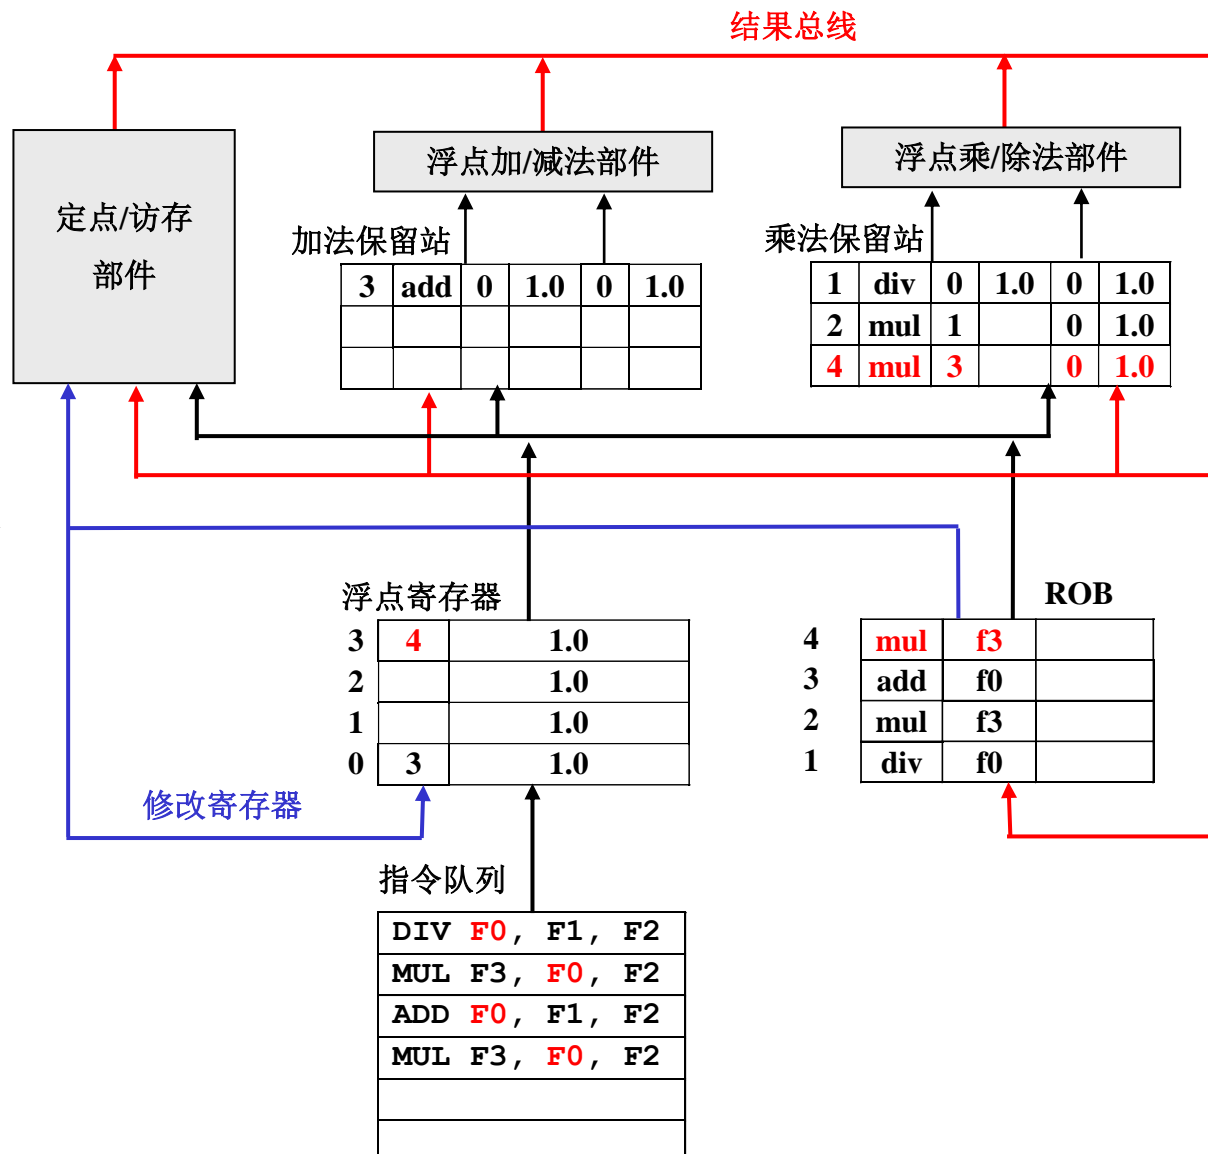 结果总线
定点/访存
部件
浮点加/减法部件
浮点乘/除法部件
加法保留站
3 add 0 1.0 0 1.0
乘法保留站
1 div 0 1.0 0 1.0
2 mul 1 0 1.0
4 mul 3 0 1.0
浮点寄存器
3 4 1.0
2 1.0
1 1.0
0 3 1.0
ROB
4 mul f3
3 add f0
2 mul f3
1 div f0
修改寄存器
指令队列
DIV F0, F1, F2
MUL F3, F0, F2
ADD F0, F1, F2
MUL F3, F0, F2